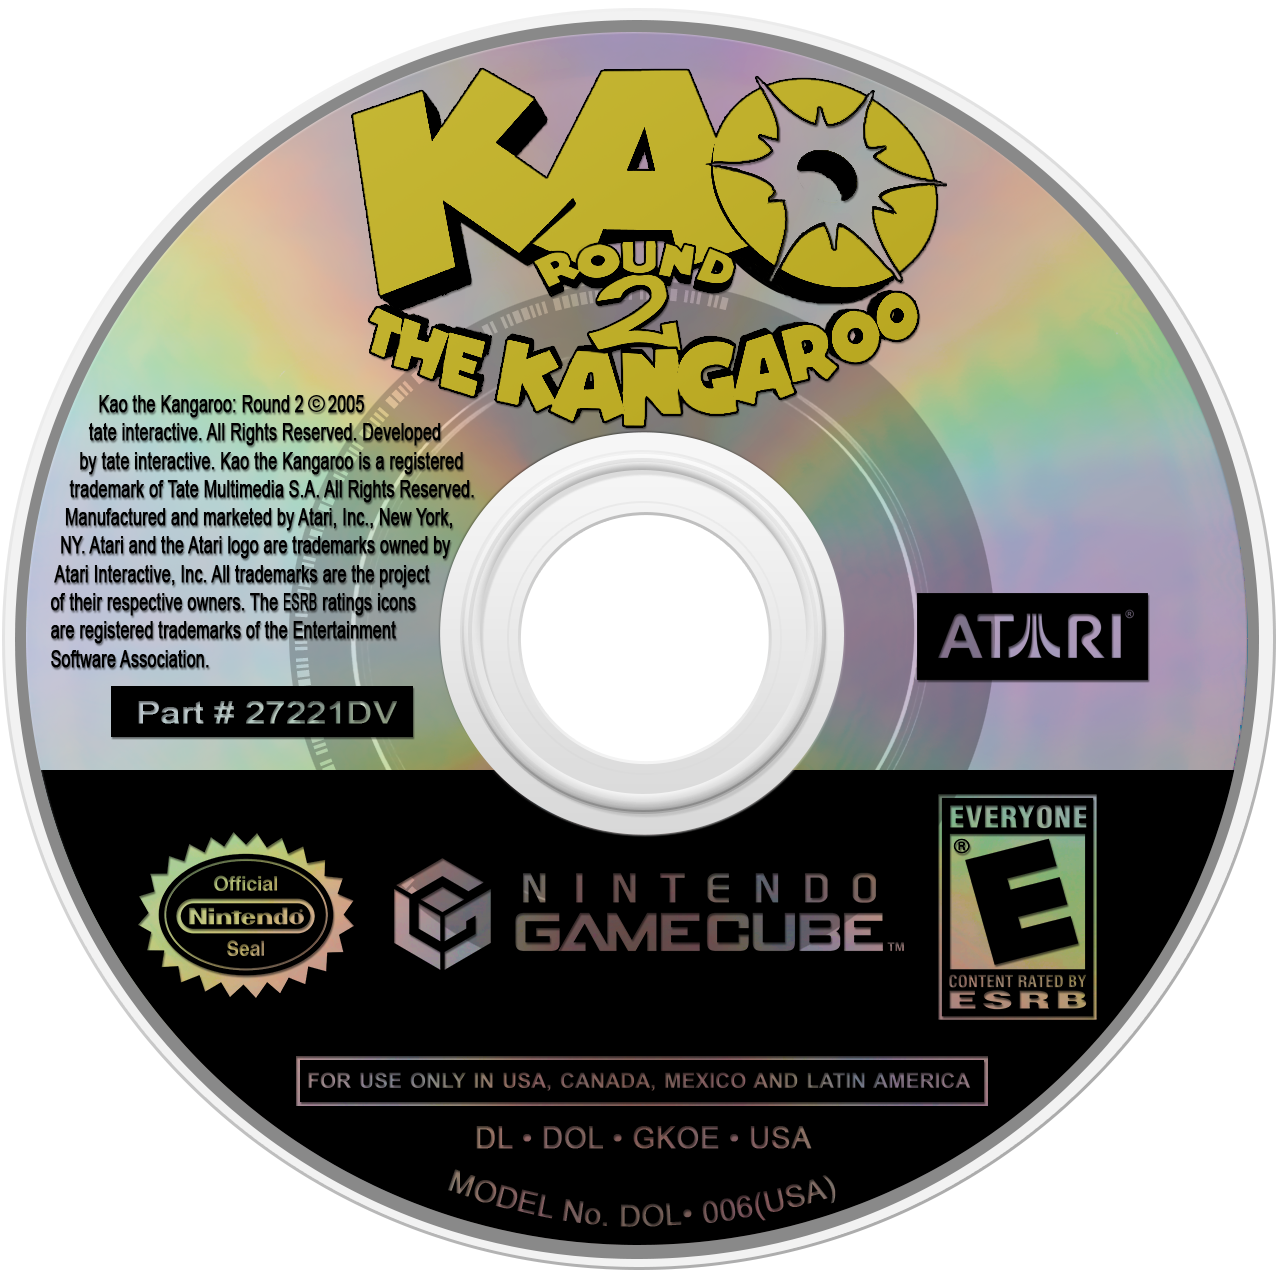 KAO
ROUND
2
THE KANGAROO
Kao the Kangaroo: Round 2 © 2005
tate interactive. All Rights Reserved. Developed
by tate interactive. Kao the Kangaroo is a registered
trademark of Tate Multimedia S.A. All Rights Reserved.
Manufactured and marketed by Atari, Inc., New York,
NY. Atari and the Atari logo are trademarks owned by
Atari Interactive, Inc. All trademarks are the project
of their respective owners. The ESRB ratings icons
are registered trademarks of the Entertainment
Software Association.
Part # 27221DV
ATARI®
Official
Nintendo®
Seal
NINTENDO
GAMECUBE™
EVERYONE
®
E
CONTENT RATED BY
ESRB
FOR USE ONLY IN USA, CANADA, MEXICO AND LATIN AMERICA
DL • DOL • GKOE • USA
MODEL No. DOL• 006(USA)